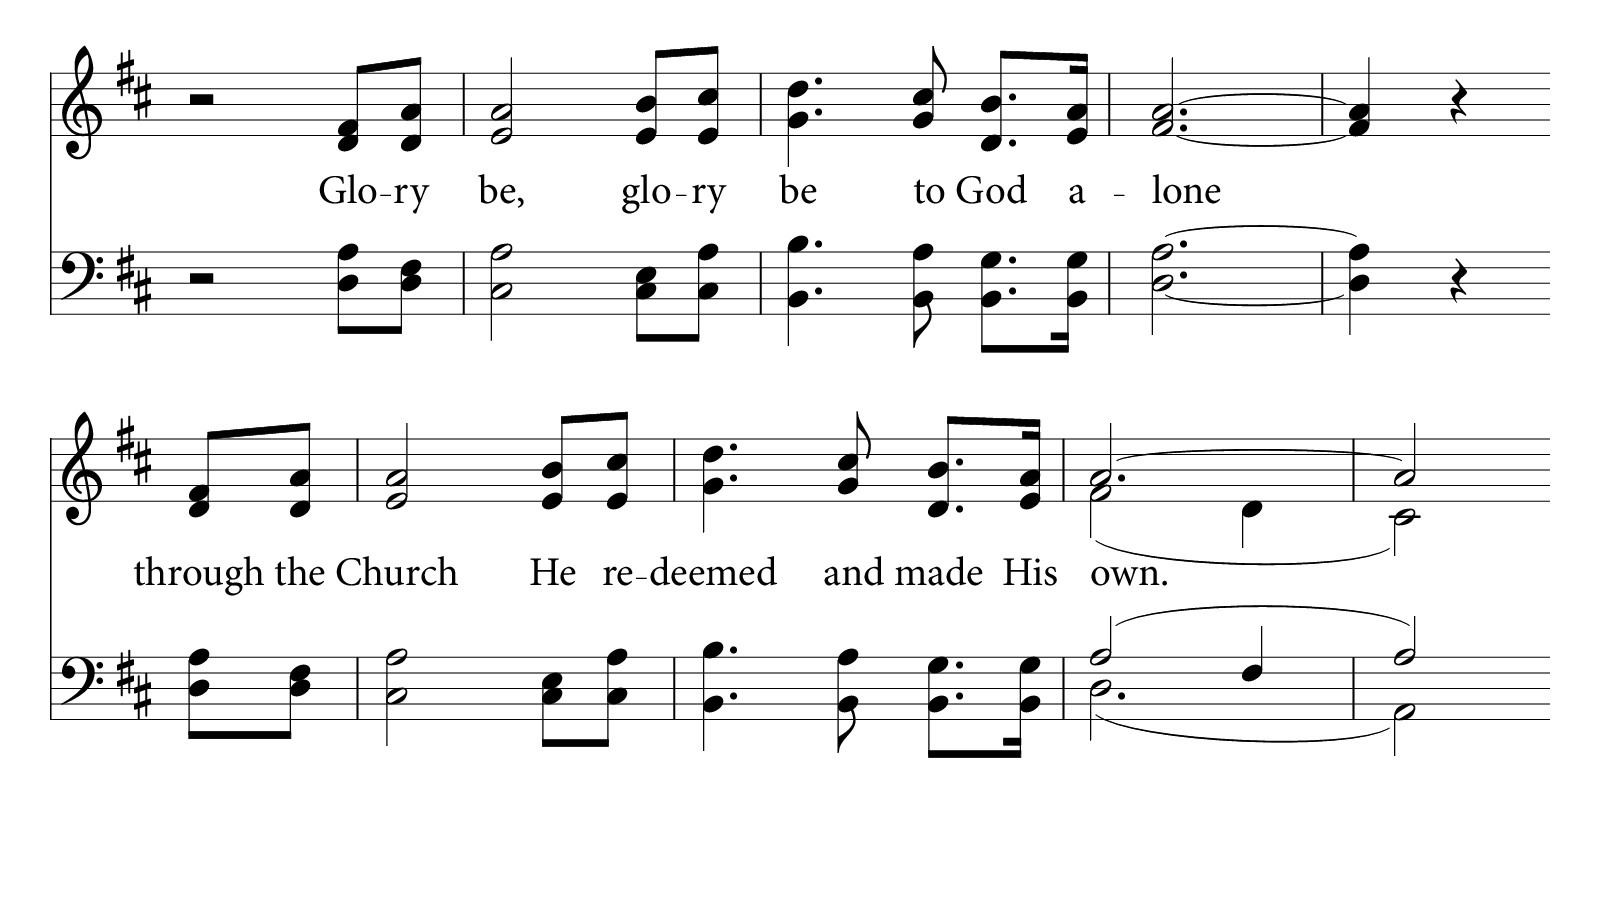 Glo-ry be, glo-ry be to God a - lone
through the Church He re-deemed and made His own.